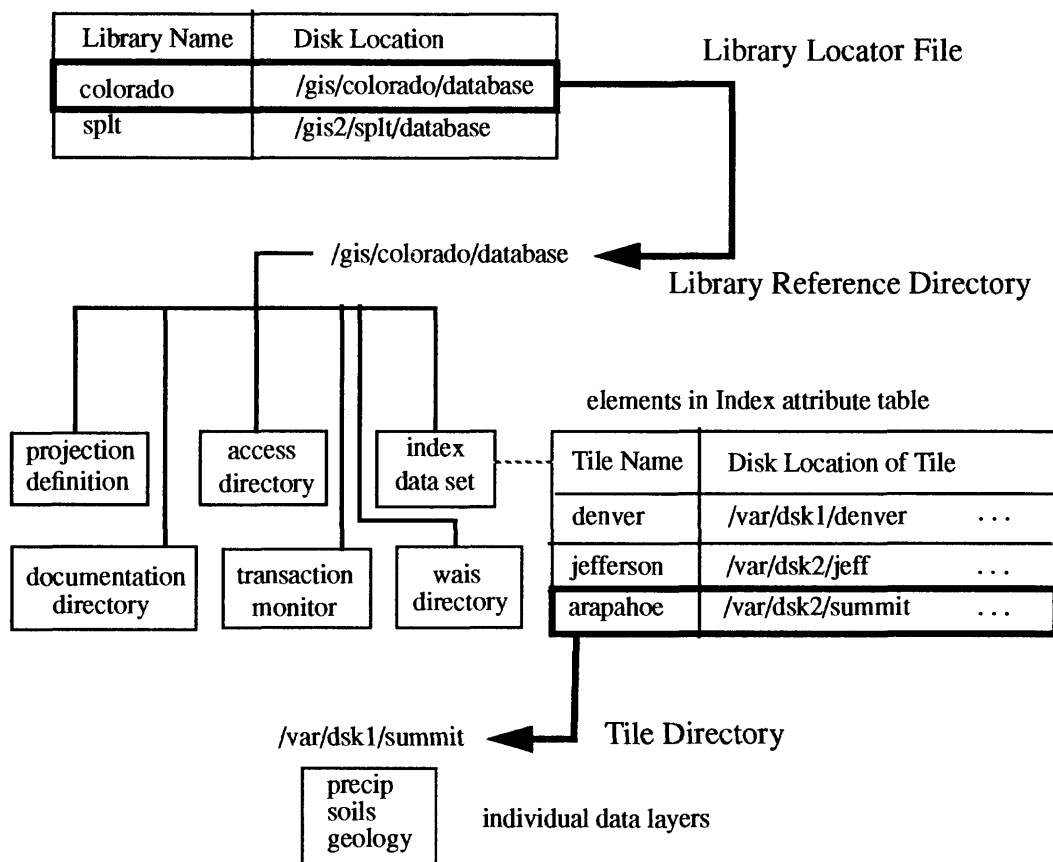 Library Name Disk Location
Library Locator File
colorado /gis/colorado/database
splt /gis2/splt/database
/gis/colorado/database
Library Reference Directory
elements in Index attribute table
projection
definition
access
directory
index
data set
Tile Name Disk Location of Tile
denver /var/dsk1/denver ...
jefferson /var/dsk2/jeff ...
arapahoe /var/dsk2/summit ...
documentation
directory
transaction
monitor
wais
directory
/var/dsk1/summit
Tile Directory
precip
soils
geology
individual data layers